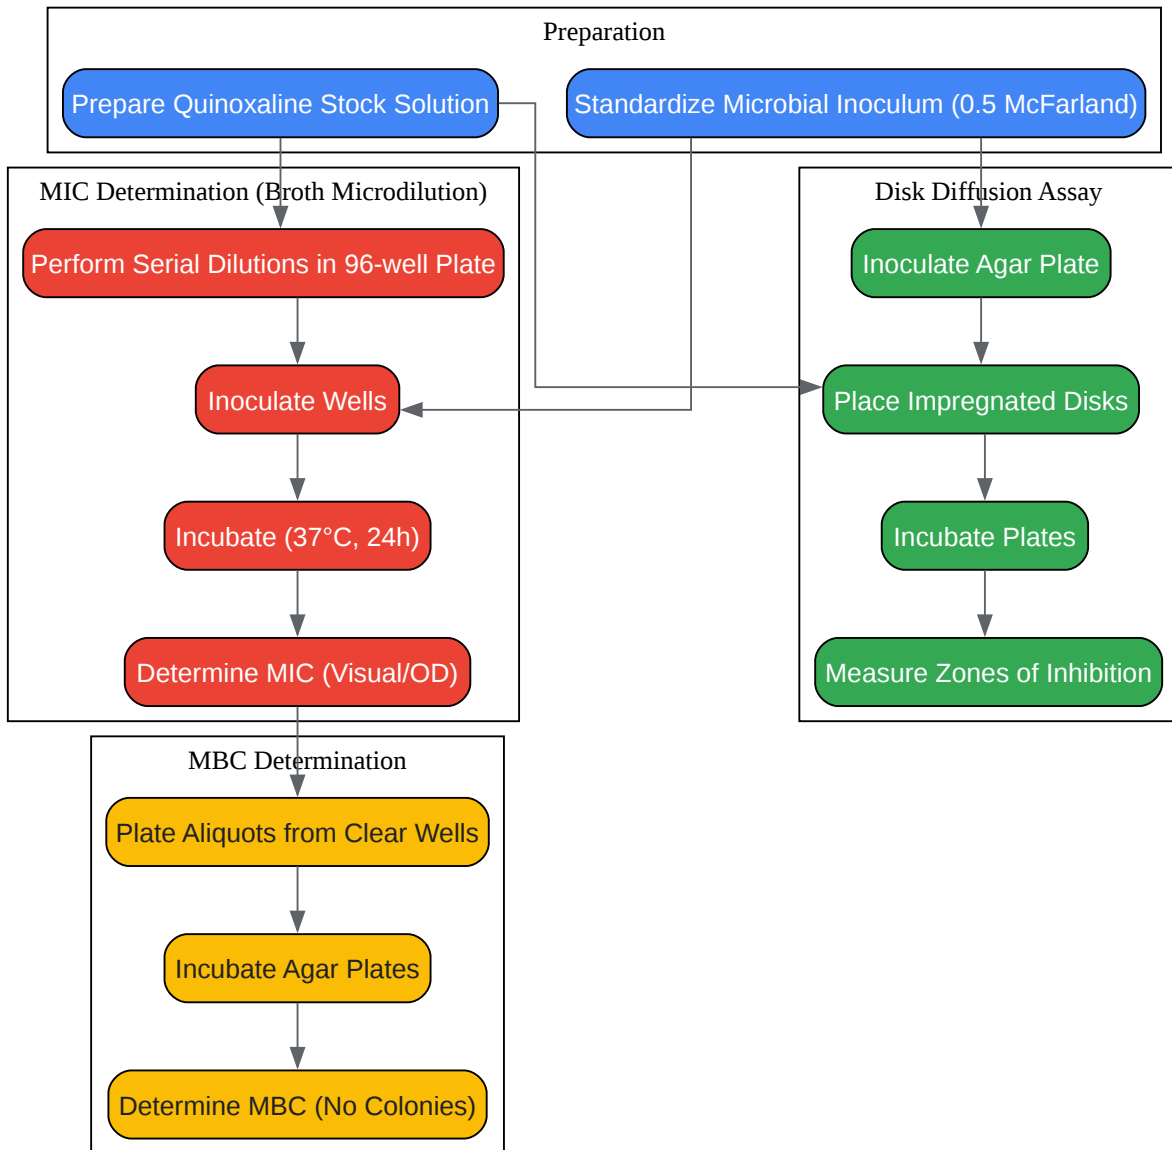 Preparation
Prepare Quinoxaline Stock Solution
Standardize Microbial Inoculum (0.5 McFarland)
MIC Determination (Broth Microdilution)
Perform Serial Dilutions in 96-well Plate
Inoculate Wells
Incubate (37°C, 24h)
Determine MIC (Visual/OD)
Disk Diffusion Assay
Inoculate Agar Plate
Place Impregnated Disks
Incubate Plates
Measure Zones of Inhibition
MBC Determination
Plate Aliquots from Clear Wells
Incubate Agar Plates
Determine MBC (No Colonies)